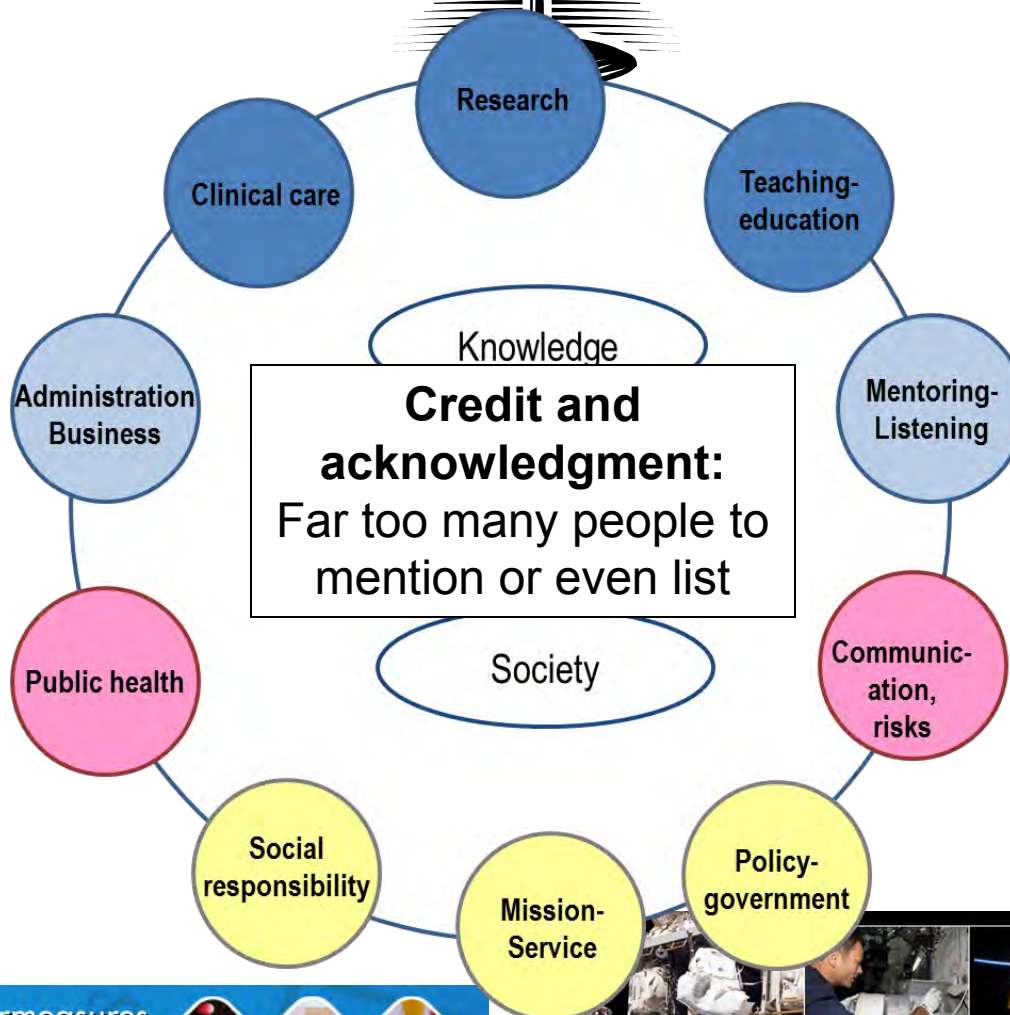 Research
Clinical care
Teaching-
education
Knowledge
Administration
Business
Mentoring-
Listening
Credit and
acknowledgment:
Far too many people to
mention or even list
Public health
Society
Communic-
ation,
risks
Social
responsibility
Policy-
government
Mission-
Service